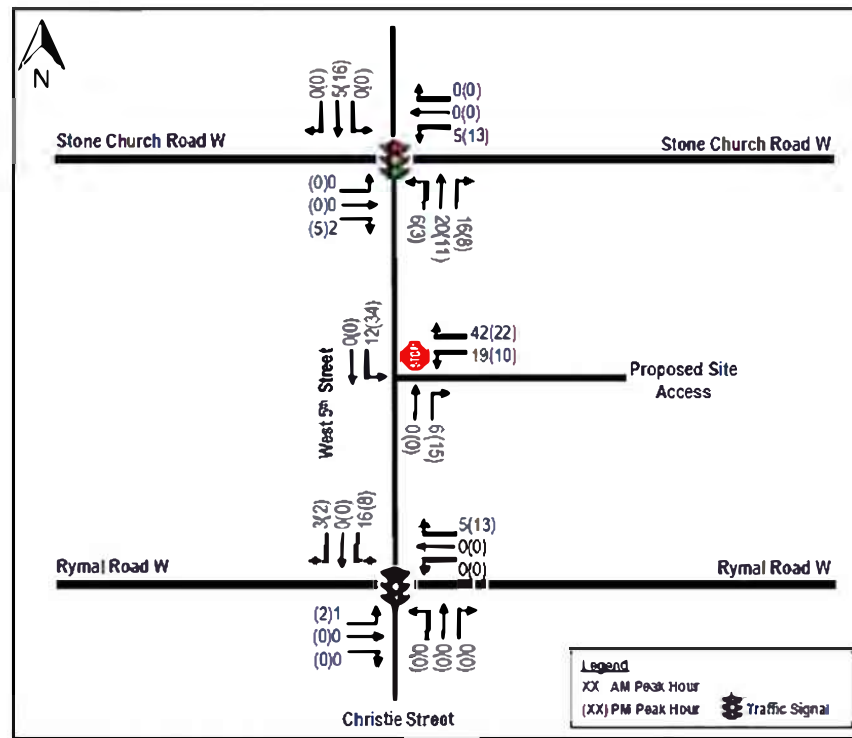 N
0(0)
5(16)
0(0)
0(0)
0(0)
5(13)
Stone Church Road W
Stone Church Road W
(0)0
(0)0
(5)2
6(3)
20(11)
16(8)
0(0)
12(34)
STOP
42(22)
19(10)
Proposed Site
Access
West 5th Street
0(0)
6(15)
3(2)
0(0)
16(8)
5(13)
0(0)
0(0)
Rymal Road W
Rymal Road W
(2)1
(0)0
(0)0
0(0)
0(0)
0(0)
Christie Street
Legend
XX AM Peak Hour
(XX) PM Peak Hour
Traffic Signal